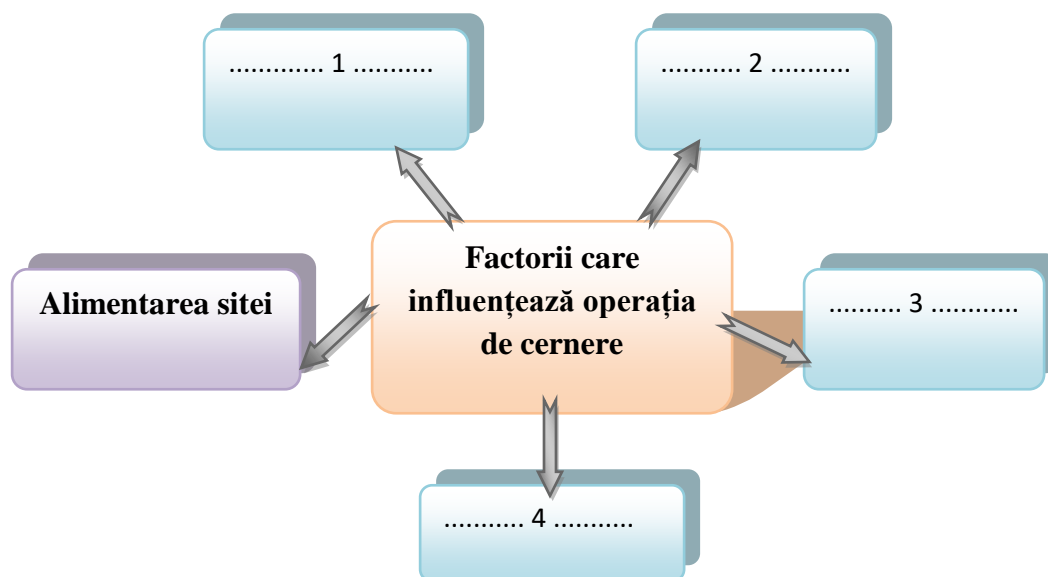 ............. 1 ...........
........... 2 ...........
Factorii care
influențează operația
de cernere
Alimentarea sitei
.......... 3 ............
........... 4 ...........